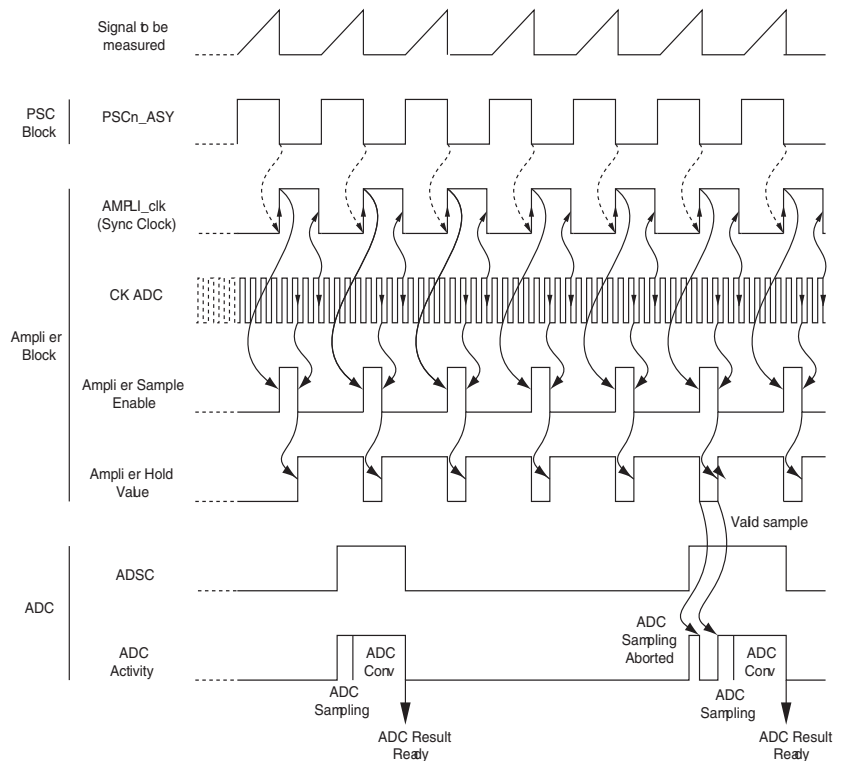 Signal to be
measured
PSC
Block
PSCn_ASY
AMPLI_clk
(Sync Clock)
CK ADC
Ampli er
Block
Ampli er Sample
Enable
Ampli er Hold
Value
Valid sample
ADSC
ADC
ADC
Sampling
Aborted
ADC
Activity
ADC
Conv
ADC
Conv
ADC
Sampling
ADC
Sampling
ADC Result
Ready
ADC Result
Ready